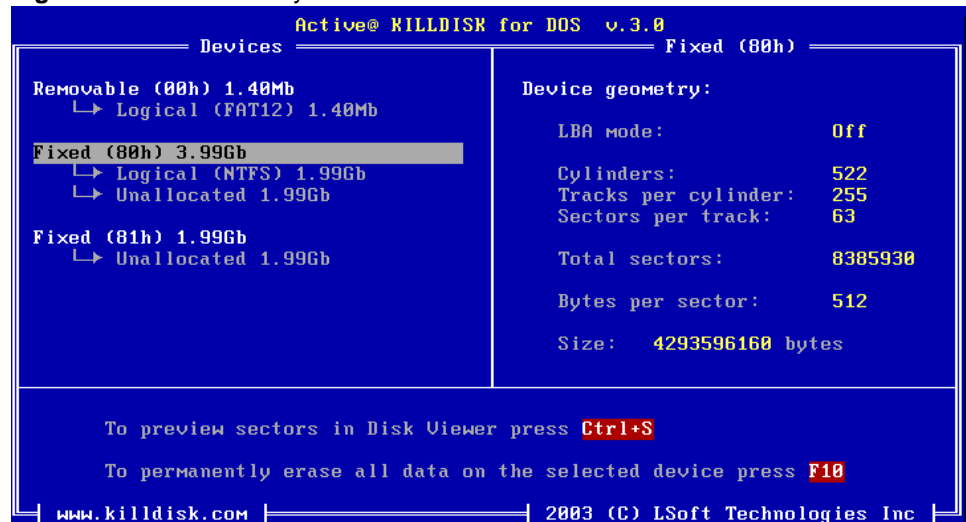 Active@ KILLDISK for DOS v.3.0
Devices
Removable (00h) 1.40Mb
Logical (FAT12) 1.40Mb
Fixed (80h) 3.99Gb
Logical (NTFS) 1.99Gb
Unallocated 1.99Gb
Fixed (81h) 1.99Gb
Unallocated 1.99Gb
Fixed (80h)
Device geometry:
LBA mode: Off
Cylinders: 522
Tracks per cylinder: 255
Sectors per track: 63
Total sectors: 8385930
Bytes per sector: 512
Size: 4293596160 bytes
To preview sectors in Disk Viewer press Ctrl+S
To permanently erase all data on the selected device press F10
www.killdisk.com
2003 (C) LSoft Technologies Inc